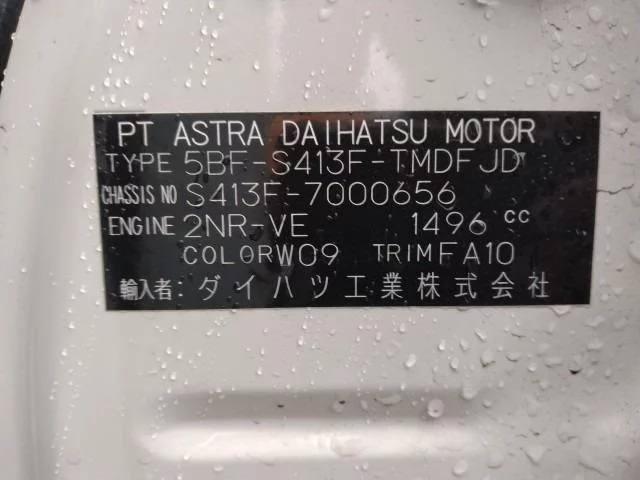 PT ASTRA DAIHATSU MOTOR
TYPE 5BF-S413F-TMDFJD
CHASSIS NO S413F-7000656
ENGINE 2NR-VE 1496 cc
COLOR W09 TRIM FA10
輸入者: ダイハツ工業株式会社